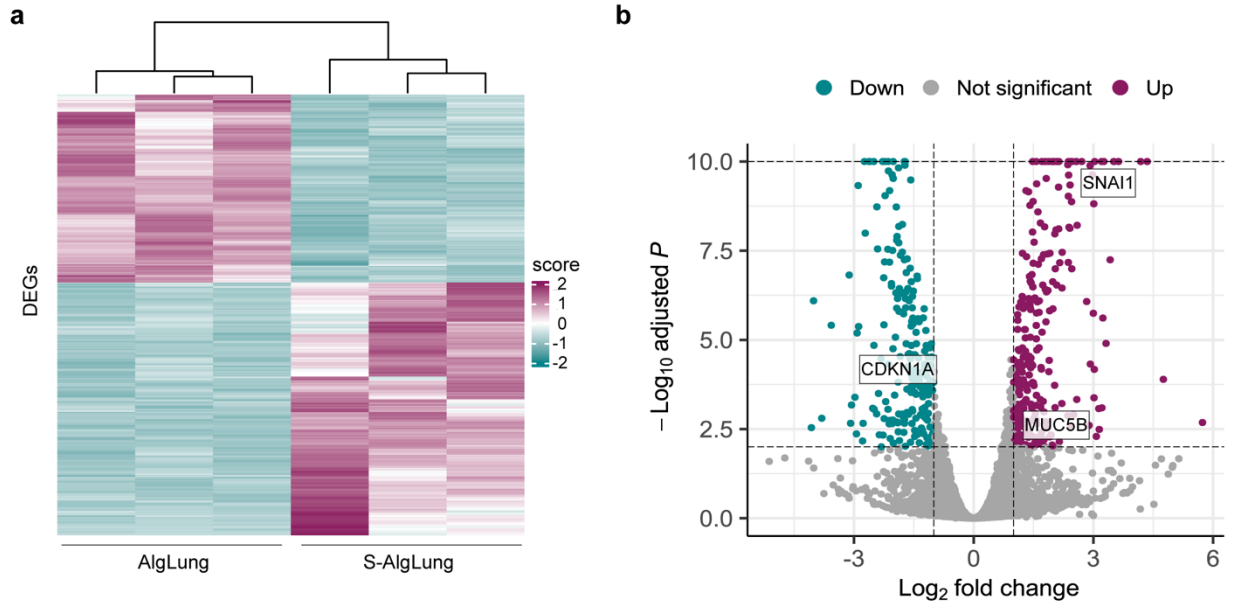 a
DEGs
score
2
1
0
-1
-2
AlgLung
S-AlgLung
b
Down
Not significant
Up
−Log10 adjusted P
10.0
7.5
5.0
2.5
0.0
SNAI1
CDKN1A
MUC5B
-3
0
3
6
Log2 fold change